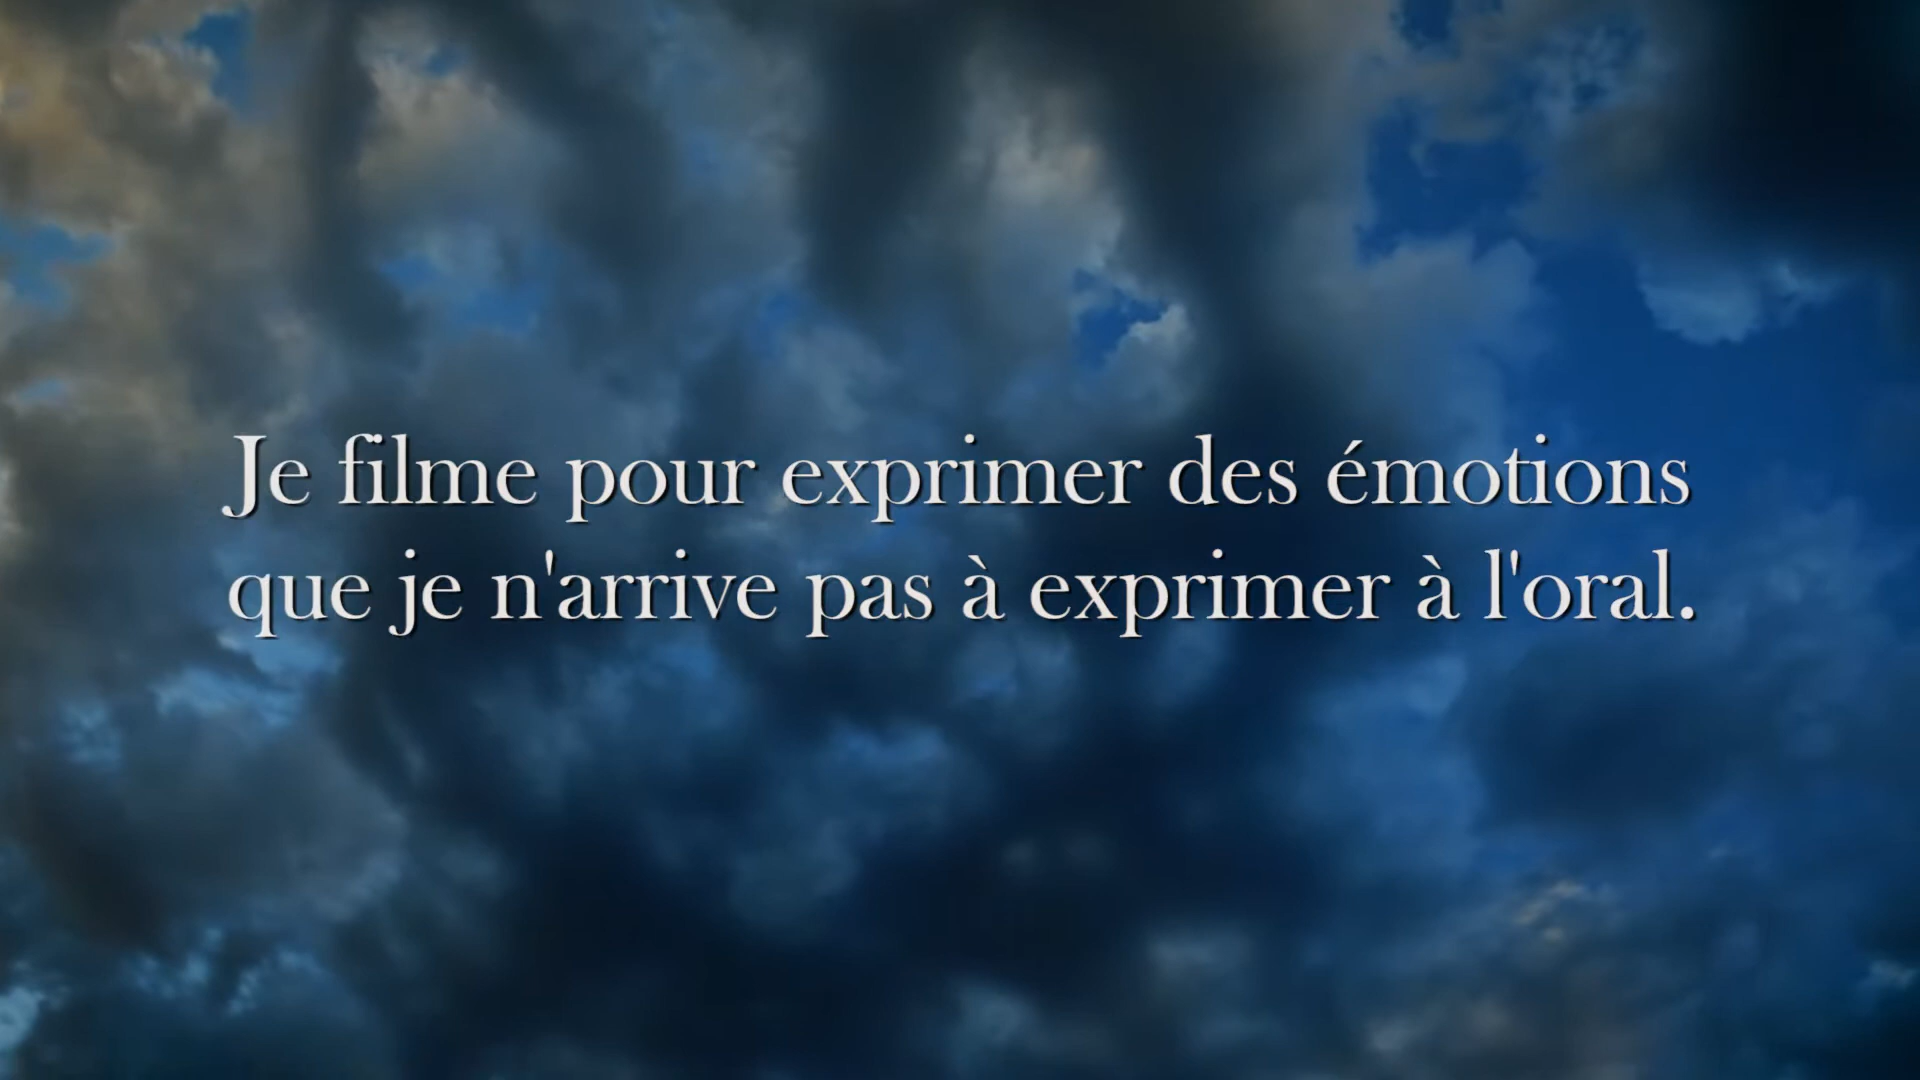 Je filme pour exprimer des émotions
que je n'arrive pas à exprimer à l'oral.